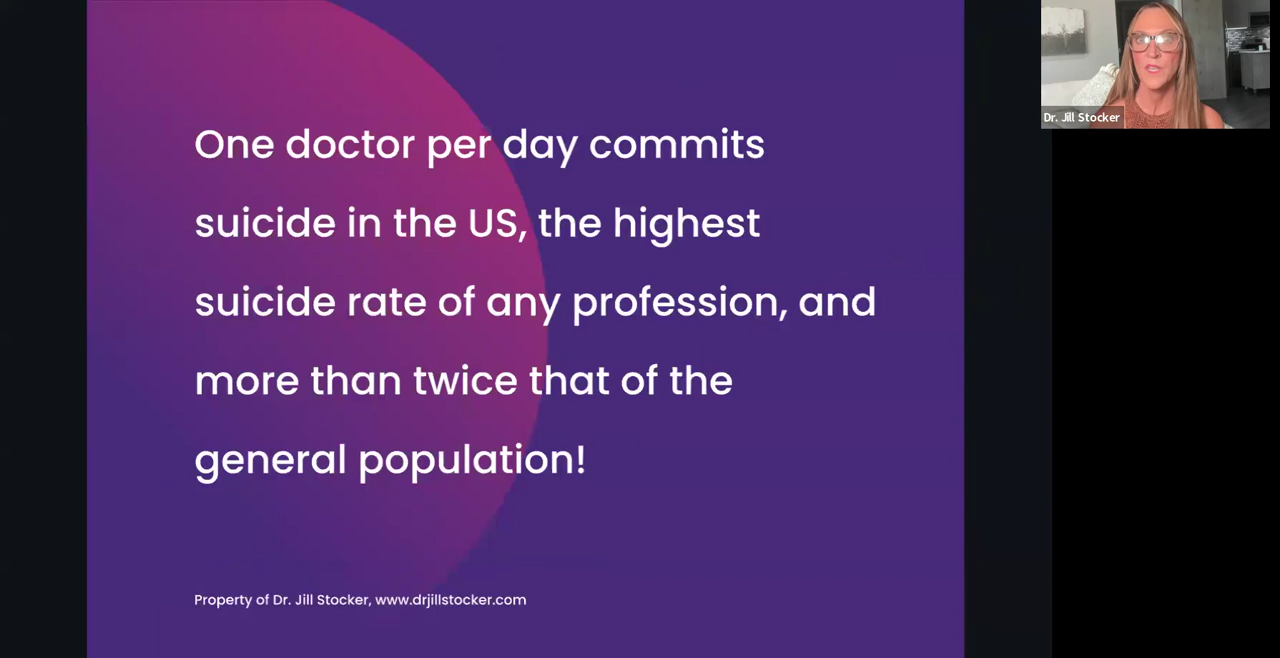 One doctor per day commits
suicide in the US, the highest
suicide rate of any profession, and
more than twice that of the
general population!
Property of Dr. Jill Stocker, www.drjillstocker.com
Dr. Jill Stocker